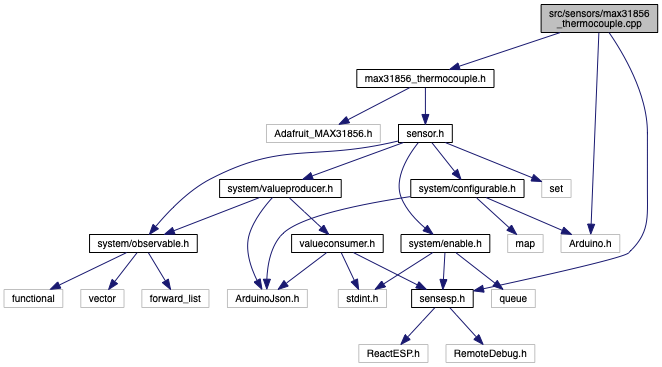 src/sensors/max31856
_thermocouple.cpp
max31856_thermocouple.h
Adafruit_MAX31856.h
sensor.h
system/valueproducer.h
system/configurable.h
set
system/observable.h
valueconsumer.h
system/enable.h
map
Arduino.h
functional
vector
forward_list
ArduinoJson.h
stdint.h
sensesp.h
queue
ReactESP.h
RemoteDebug.h